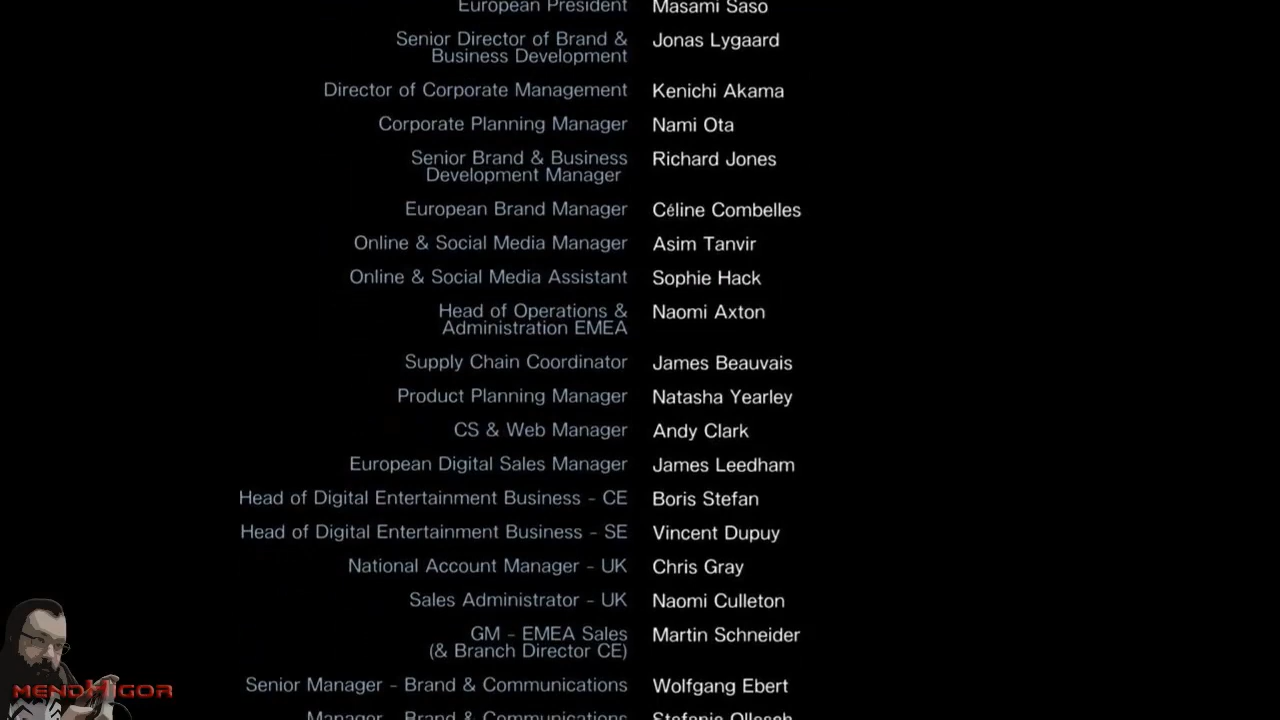 European President Masami Saso
Senior Director of Brand & Jonas Lygaard
Business Development
Director of Corporate Management Kenichi Akama
Corporate Planning Manager Nami Ota
Senior Brand & Business Richard Jones
Development Manager
European Brand Manager Céline Combelles
Online & Social Media Manager Asim Tanvir
Online & Social Media Assistant Sophie Hack
Head of Operations & Naomi Axton
Administration EMEA
Supply Chain Coordinator James Beauvais
Product Planning Manager Natasha Yearley
CS & Web Manager Andy Clark
European Digital Sales Manager James Leedham
Head of Digital Entertainment Business - CE Boris Stefan
Head of Digital Entertainment Business - SE Vincent Dupuy
National Account Manager - UK Chris Gray
Sales Administrator - UK Naomi Culleton
GM - EMEA Sales Martin Schneider
(& Branch Director CE)
Senior Manager - Brand & Communications Wolfgang Ebert
Manager - Brand & Communications
MENDHIGOR